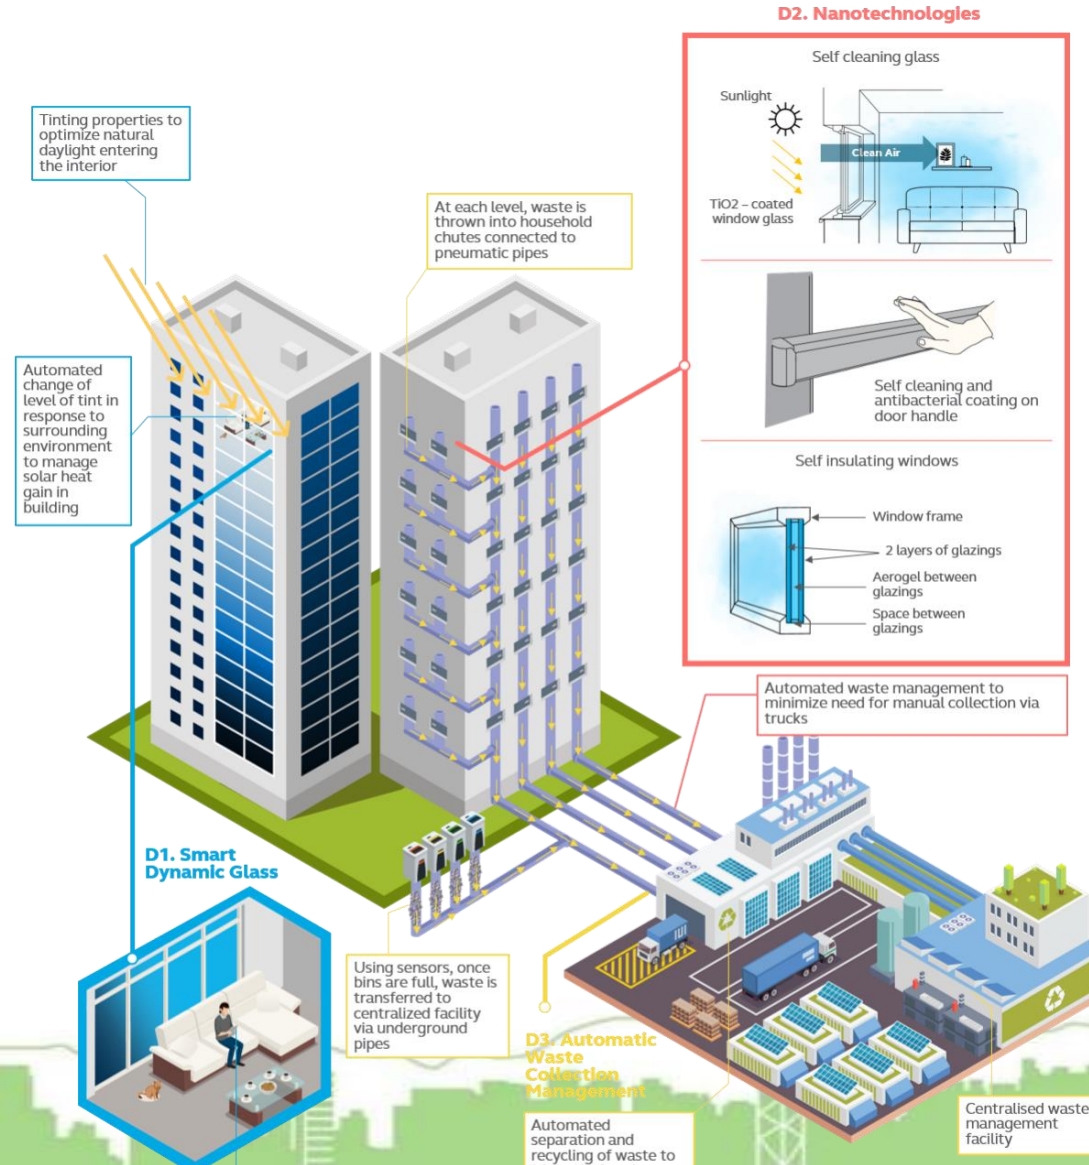 D2. Nanotechnologies
Self cleaning glass
Sunlight
Clean Air
TiO2 – coated
window glass
Self cleaning and
antibacterial coating on
door handle
Self insulating windows
Window frame
2 layers of glazings
Aerogel between
glazings
Space between
glazings
Tinting properties to
optimize natural
daylight entering
the interior
At each level, waste is
thrown into household
chutes connected to
pneumatic pipes
Automated
change of
level of tint in
response to
surrounding
environment
to manage
solar heat
gain in
building
Automated waste management to
minimize need for manual collection via
trucks
D1. Smart
Dynamic Glass
Using sensors, once
bins are full, waste is
transferred to
centralized facility
via underground
pipes
D3. Automatic
Waste
Collection
Management
Automated
separation and
recycling of waste to
Centralised waste
management
facility